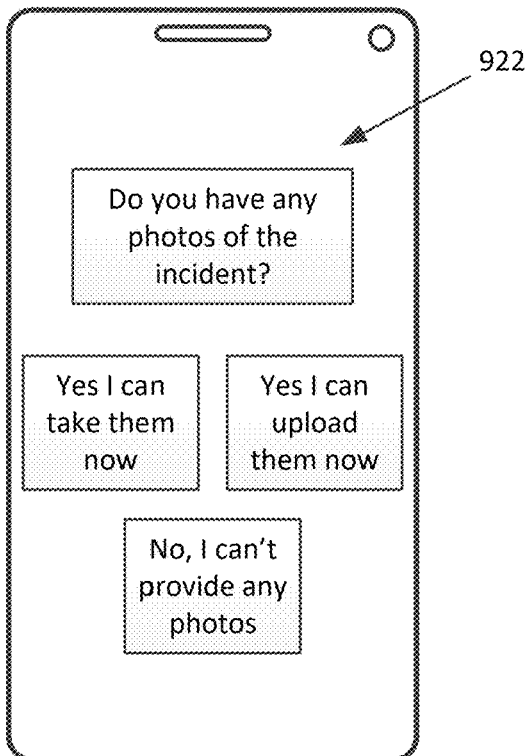 922
Do you have any
photos of the
incident?
Yes I can
take them
now
Yes I can
upload
them now
No, I can't
provide any
photos